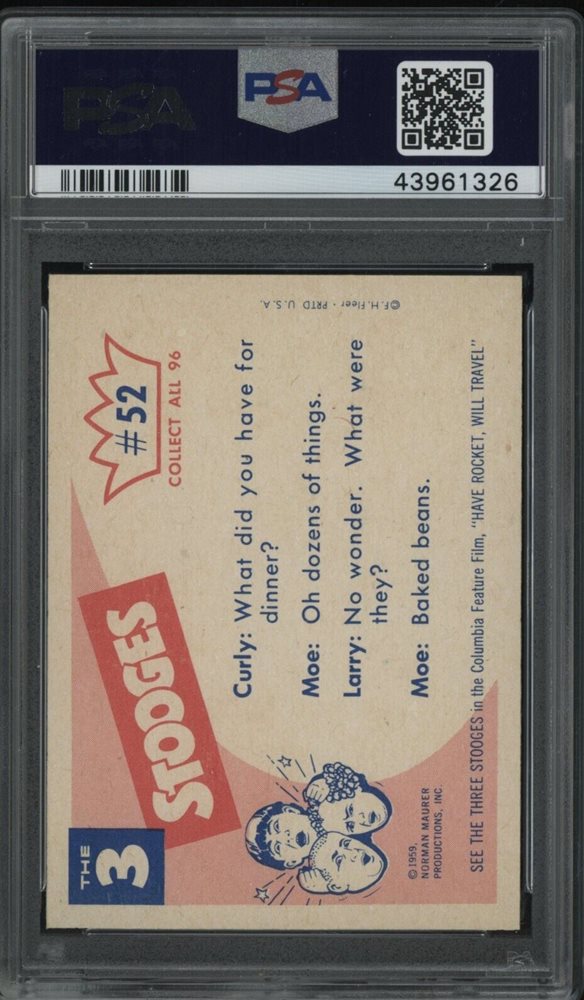 PSA
PSA
43961326
THE
3
STOOGES
#52
COLLECT ALL 96
Curly: What did you have for
dinner?
Moe: Oh dozens of things.
Larry: No wonder. What were
they?
Moe: Baked beans.
©F.H.Fleer · PRTD U.S.A.
©1959,
NORMAN MAURER
PRODUCTIONS, INC.
SEE THE THREE STOOGES in the Columbia Feature Film, "HAVE ROCKET, WILL TRAVEL"